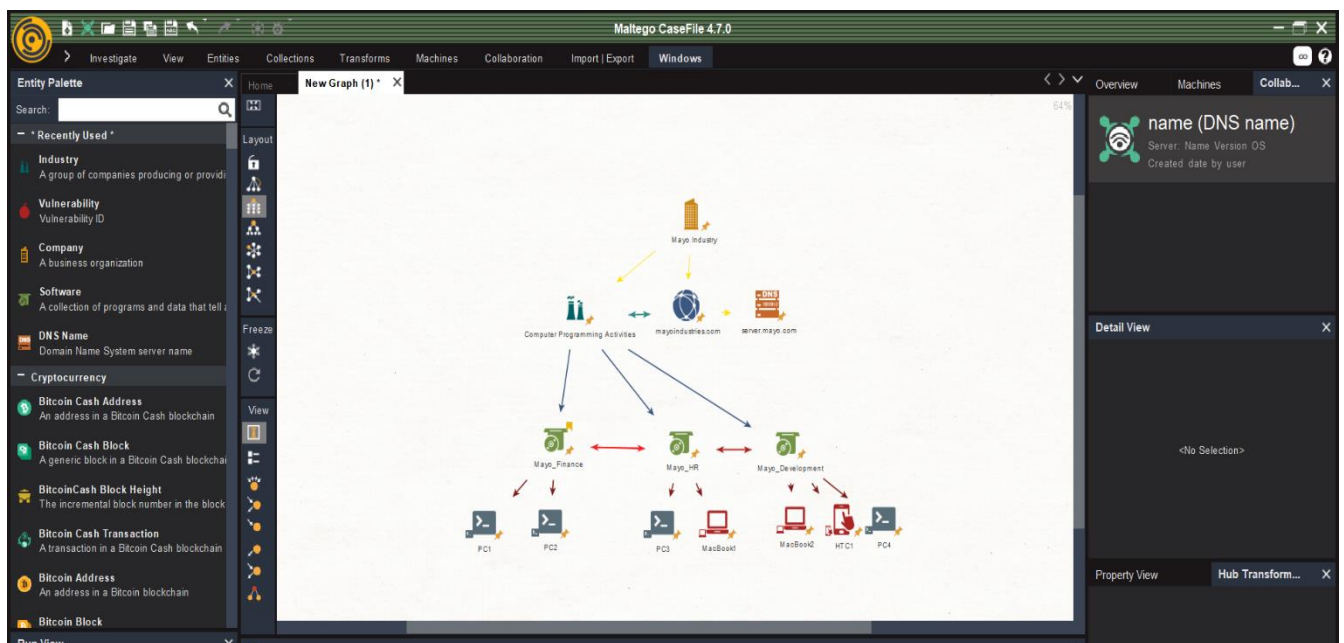 Maltego CaseFile 4.7.0
Investigate View Entities Collections Transforms Machines Collaboration Import | Export Windows
Entity Palette
Search:
* Recently Used *
Industry
A group of companies producing or providi
Vulnerability
Vulnerability ID
Company
A business organization
Software
A collection of programs and data that tell a
DNS Name
Domain Name System server name
Cryptocurrency
Bitcoin Cash Address
An address in a Bitcoin Cash blockchain
Bitcoin Cash Block
A generic block in a Bitcoin Cash blockchai
BitcoinCash Block Height
The incremental block number in the block
Bitcoin Cash Transaction
A transaction in a Bitcoin Cash blockchain
Bitcoin Address
An address in a Bitcoin blockchain
Bitcoin Block
Run View
Home New Graph (1) *
Layout
Freeze
View
64%
Mayo Industry
Computer Programming Activities
mayoindustries.com
DNS
server.mayo.com
Mayo_Finance
Mayo_HR
Mayo_Development
PC1
PC2
PC3
MacBook1
MacBook2
HTC1
PC4
Overview Machines Collab...
name (DNS name)
Server: Name Version OS
Created date by user
Detail View
<No Selection>
Property View Hub Transform...